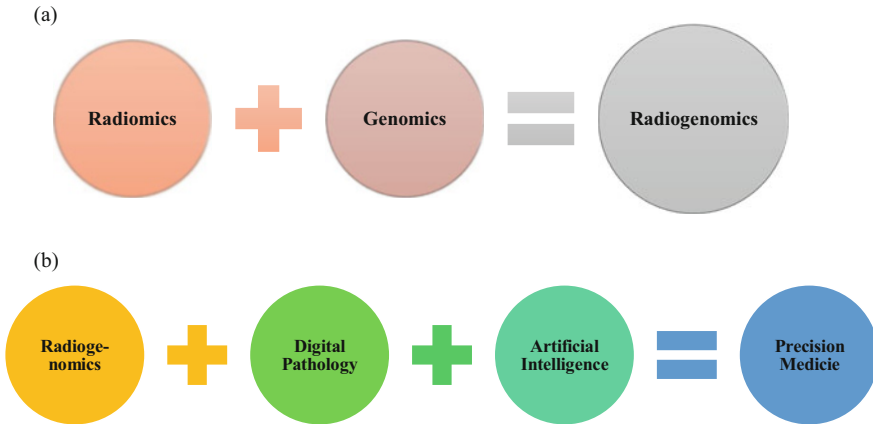 (a)
Radiomics
Genomics
Radiogenomics
(b)
Radioge-
nomics
Digital
Pathology
Artificial
Intelligence
Precision
Medicie